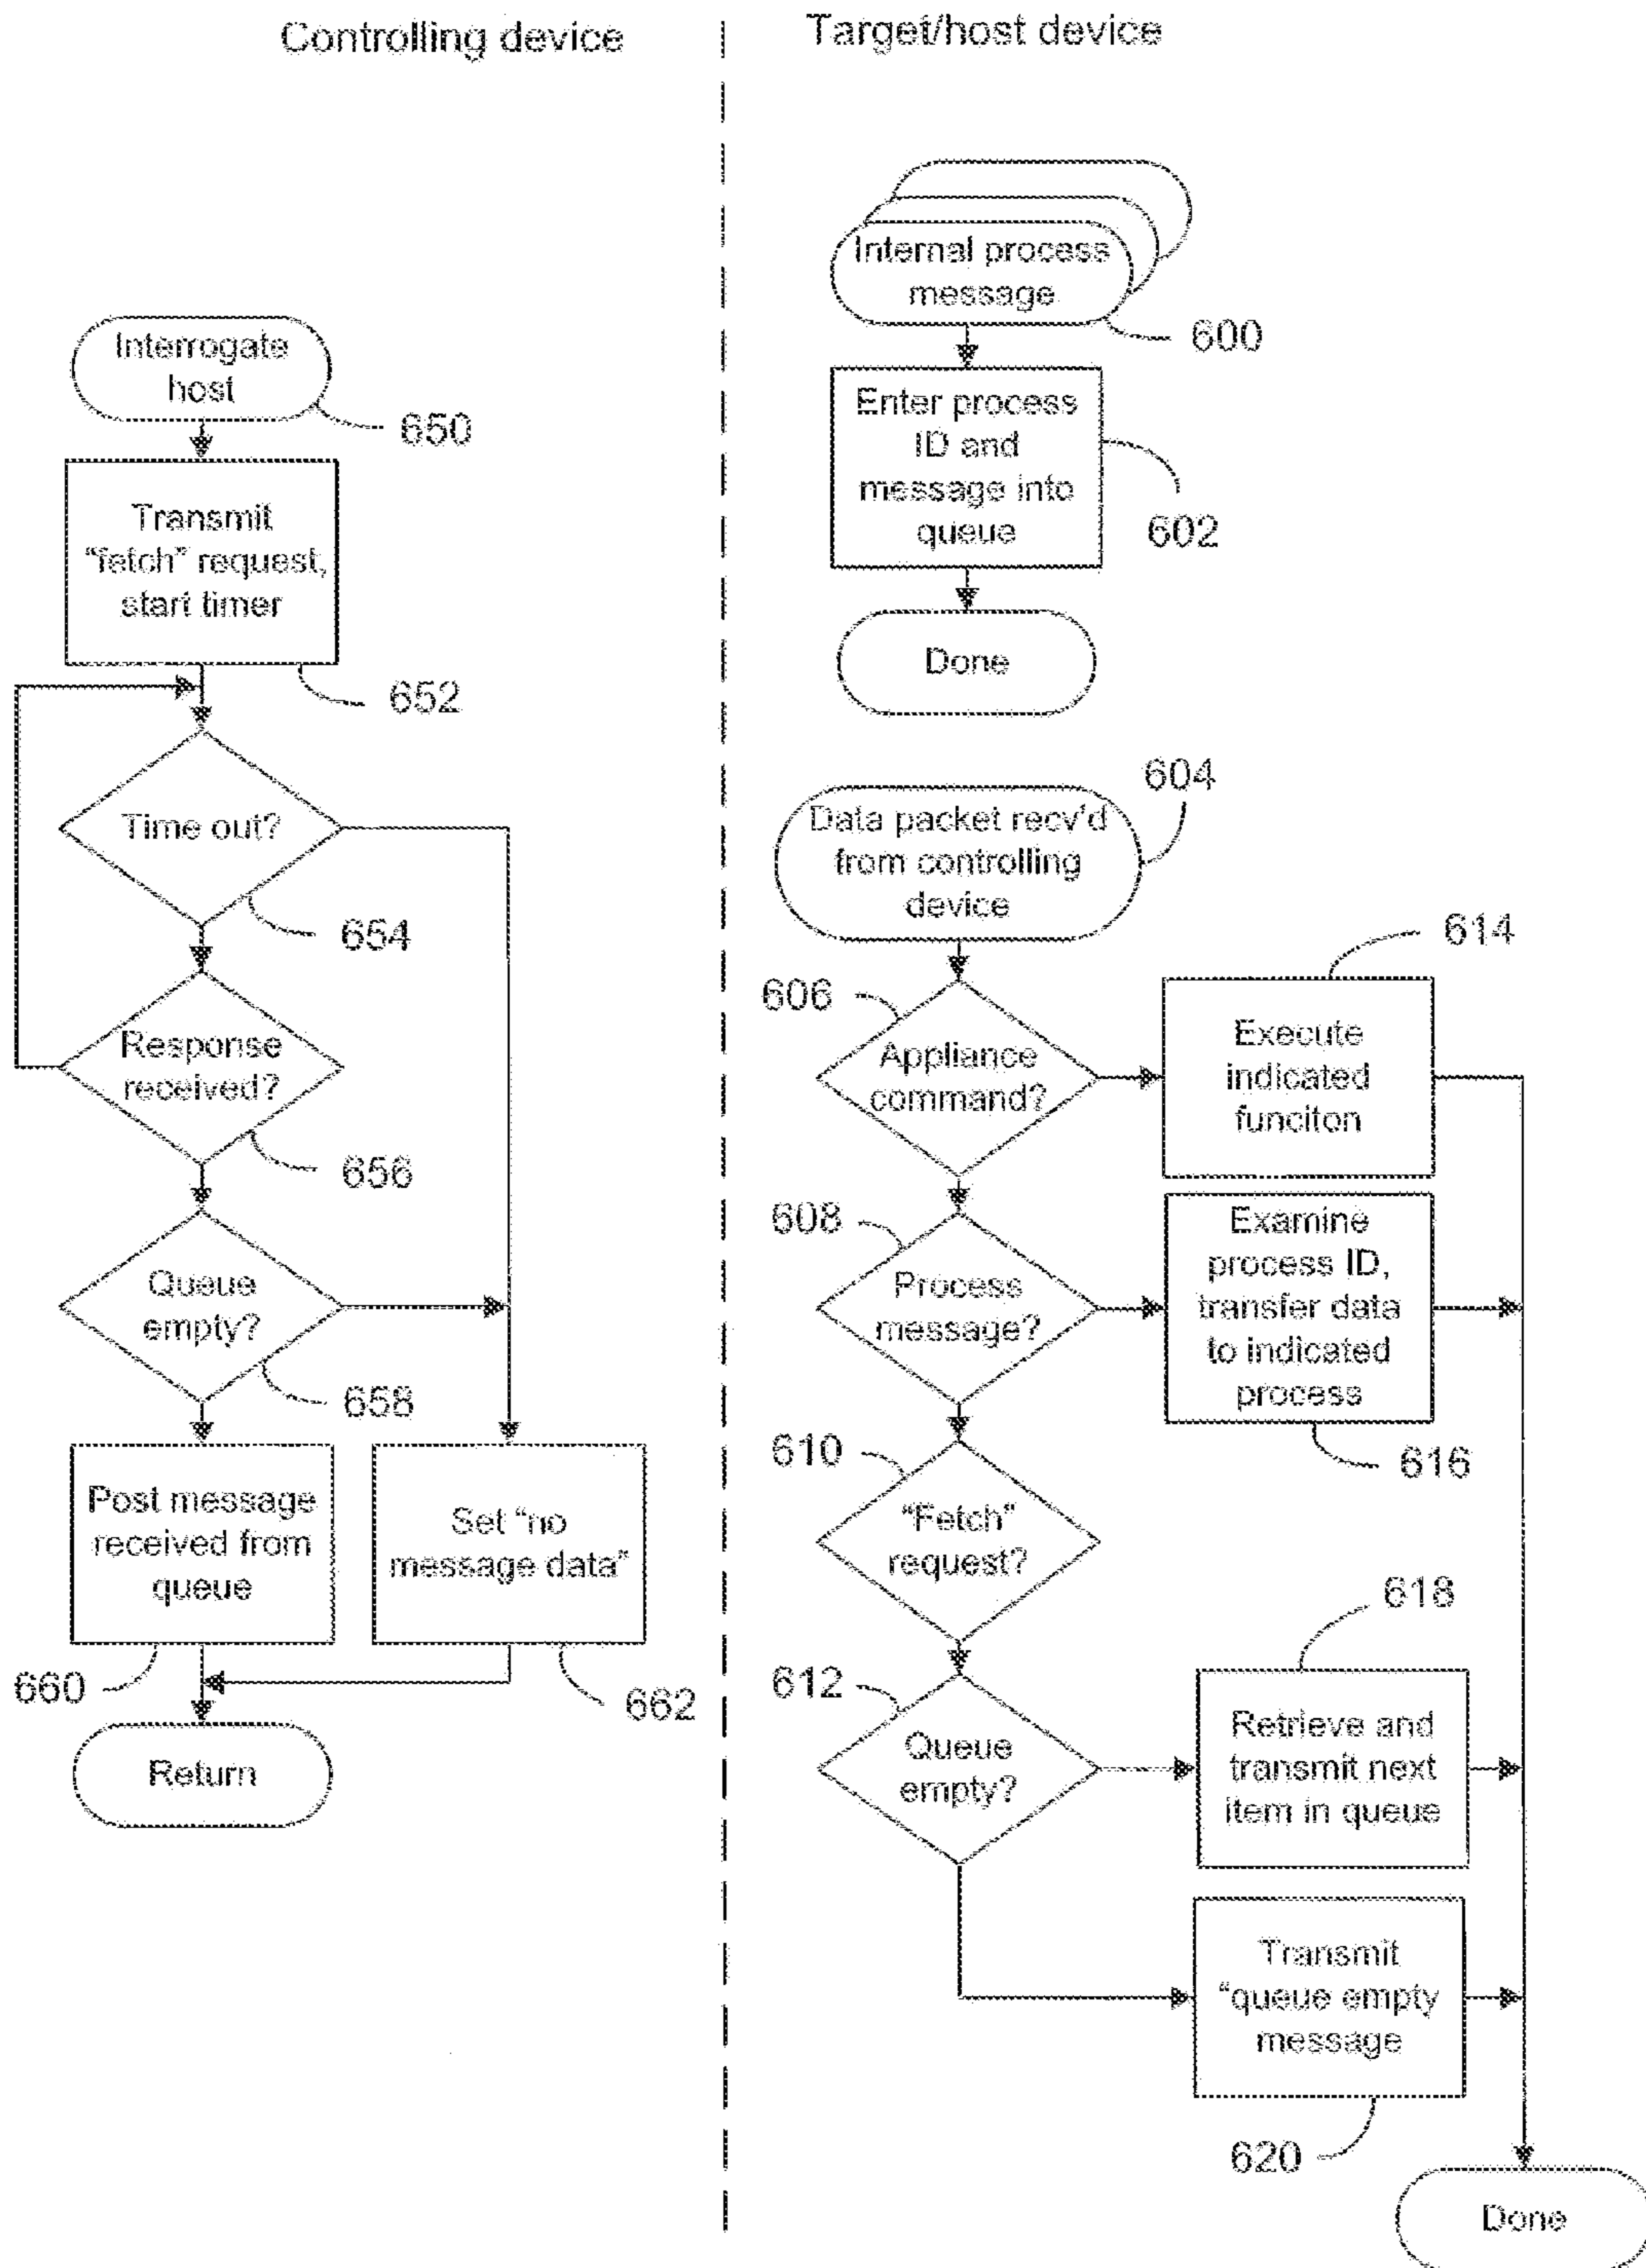 Controlling device
Target/host device
Interrogate
host
650
Transmit
“fetch” request,
start timer
652
Time out?
654
Response
received?
656
Queue
empty?
658
Post message
received from
queue
660
Set “no
message data”
662
Return
Internal process
message
600
Enter process
ID and
message into
queue
602
Done
Data packet recv'd
from controlling
device
604
606
Appliance
command?
614
Execute
indicated
funciton
608
Process
message?
Examine
process ID,
transfer data
to indicated
process
616
610
“Fetch”
request?
612
Queue
empty?
618
Retrieve and
transmit next
item in queue
Transmit
“queue empty
message
620
Done